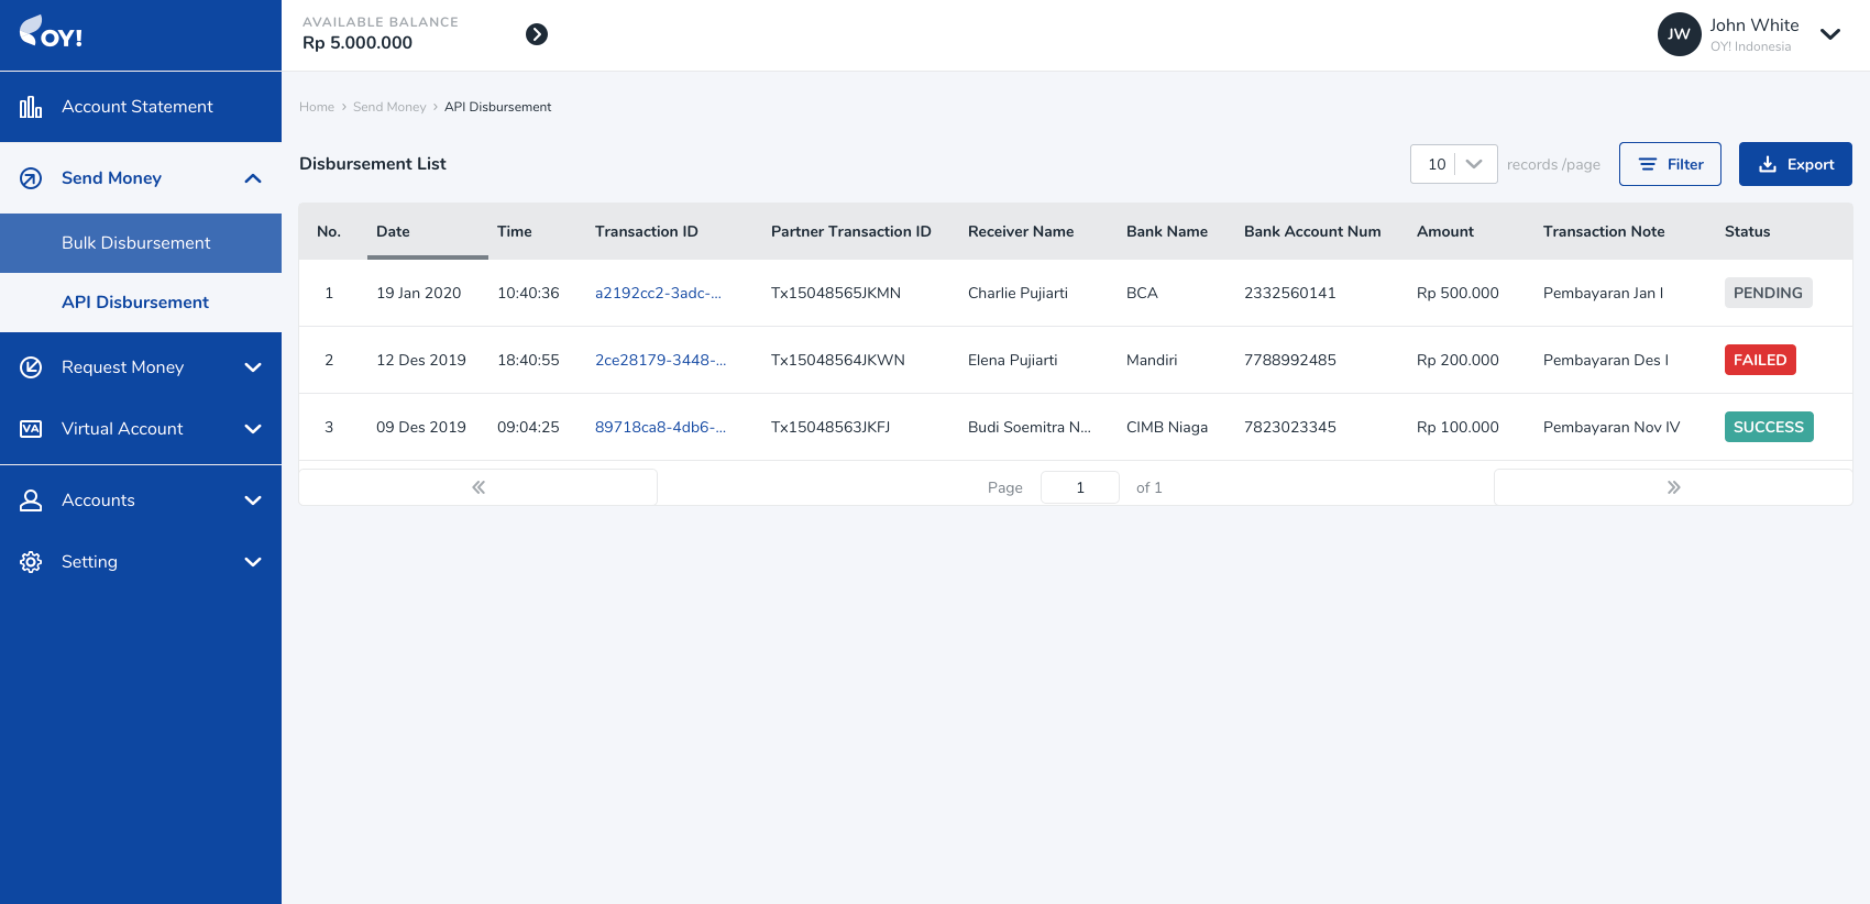 OY!
AVAILABLE BALANCE
Rp 5.000.000
JW
John White
OY! Indonesia
Account Statement
Send Money
Bulk Disbursement
API Disbursement
Request Money
VA
Virtual Account
Accounts
Setting
Home > Send Money > API Disbursement
Disbursement List
10 records /page Filter Export
No. Date Time Transaction ID Partner Transaction ID Receiver Name Bank Name Bank Account Num Amount Transaction Note Status
1 19 Jan 2020 10:40:36 a2192cc2-3adc-... Tx15048565JKMN Charlie Pujiarti BCA 2332560141 Rp 500.000 Pembayaran Jan I PENDING
2 12 Des 2019 18:40:55 2ce28179-3448-... Tx15048564JKWN Elena Pujiarti Mandiri 7788992485 Rp 200.000 Pembayaran Des I FAILED
3 09 Des 2019 09:04:25 89718ca8-4db6-... Tx15048563JKFJ Budi Soemitra N... CIMB Niaga 7823023345 Rp 100.000 Pembayaran Nov IV SUCCESS
« Page 1 of 1 »